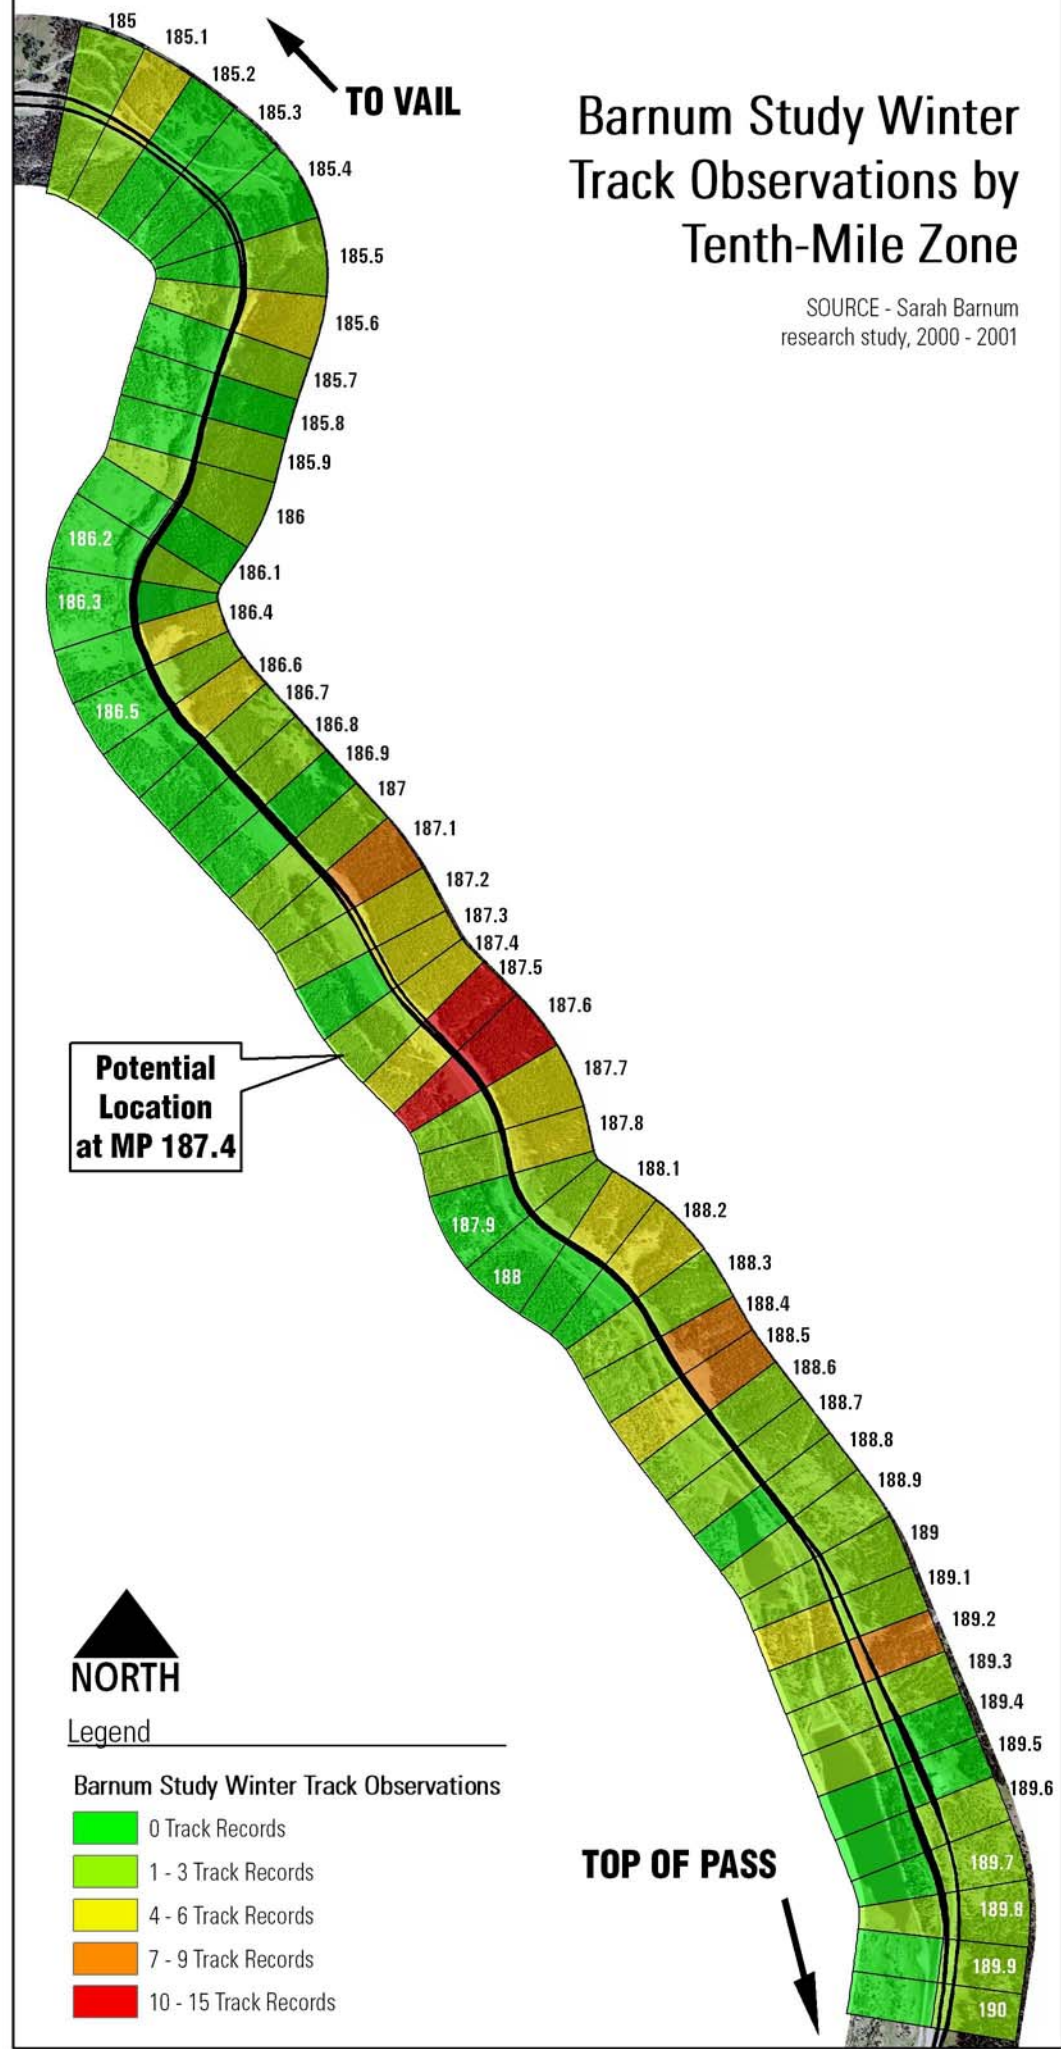 185
185.1
185.2
185.3
185.4
185.5
185.6
185.7
185.8
185.9
186
186.1
186.2
186.3
186.4
186.5
186.6
186.7
186.8
186.9
187
187.1
187.2
187.3
187.4
187.5
187.6
187.7
187.8
187.9
188
188.1
188.2
188.3
188.4
188.5
188.6
188.7
188.8
188.9
189
189.1
189.2
189.3
189.4
189.5
189.6
189.7
189.8
189.9
190
TO VAIL
Barnum Study Winter
Track Observations by
Tenth-Mile Zone
SOURCE - Sarah Barnum
research study, 2000 - 2001
Potential
Location
at MP 187.4
NORTH
Legend
Barnum Study Winter Track Observations
0 Track Records
1 - 3 Track Records
4 - 6 Track Records
7 - 9 Track Records
10 - 15 Track Records
TOP OF PASS